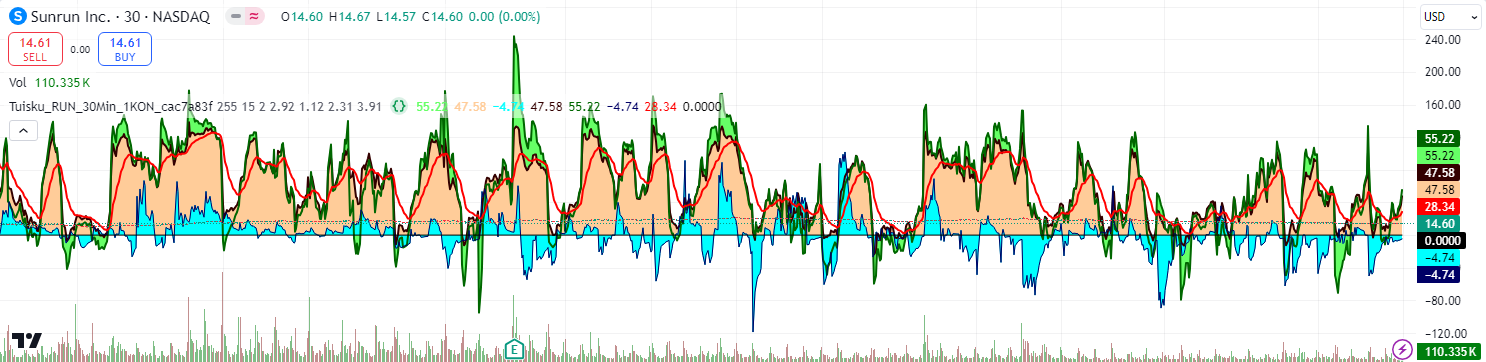 S Sunrun Inc. · 30 · NASDAQ O14.60 H14.67 L14.57 C14.60 0.00 (0.00%)
14.61 SELL 0.00 14.61 BUY
Vol 110.335 K
Tuisku_RUN_30Min_1KON_cac7a83f 255 15 2 2.92 1.12 2.31 3.91 {} 55.22 47.58 −4.74 47.58 55.22 −4.74 28.34 0.0000
USD
240.00
200.00
160.00
55.22
55.22
47.58
47.58
28.34
14.60
0.0000
−4.74
−4.74
−80.00
−120.00
110.335 K
E